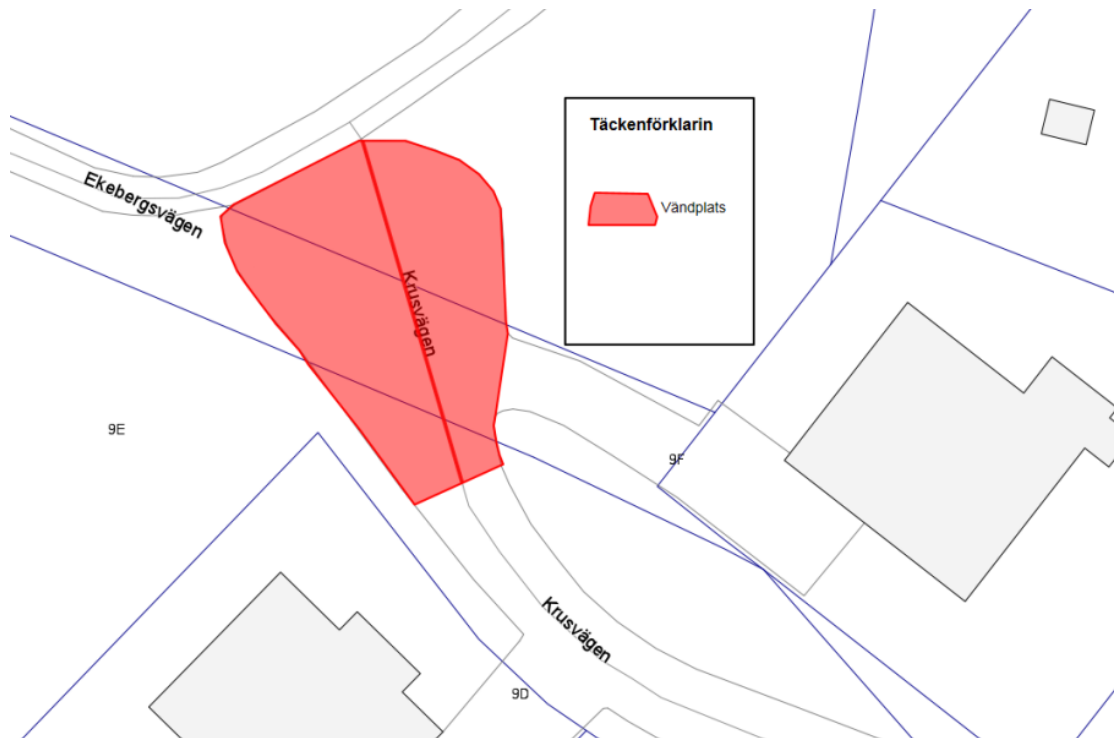 Täckenförklarin
Vändplats
Ekebergsvägen
Krusvägen
9E
9F
Krusvägen
9D